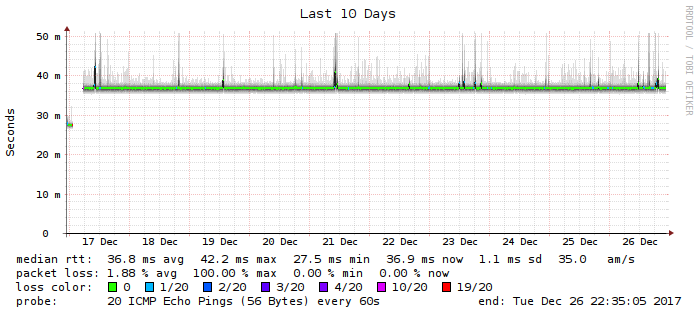 Last 10 Days
RRDTOOL / TOBI OETIKER
Seconds
50 m
40 m
30 m
20 m
10 m
0
17 Dec 18 Dec 19 Dec 20 Dec 21 Dec 22 Dec 23 Dec 24 Dec 25 Dec 26 Dec
median rtt: 36.8 ms avg 42.2 ms max 27.5 ms min 36.9 ms now 1.1 ms sd 35.0 am/s
packet loss: 1.88 % avg 100.00 % max 0.00 % min 0.00 % now
loss color: 0 1/20 2/20 3/20 4/20 10/20 19/20
probe: 20 ICMP Echo Pings (56 Bytes) every 60s end: Tue Dec 26 22:35:05 2017